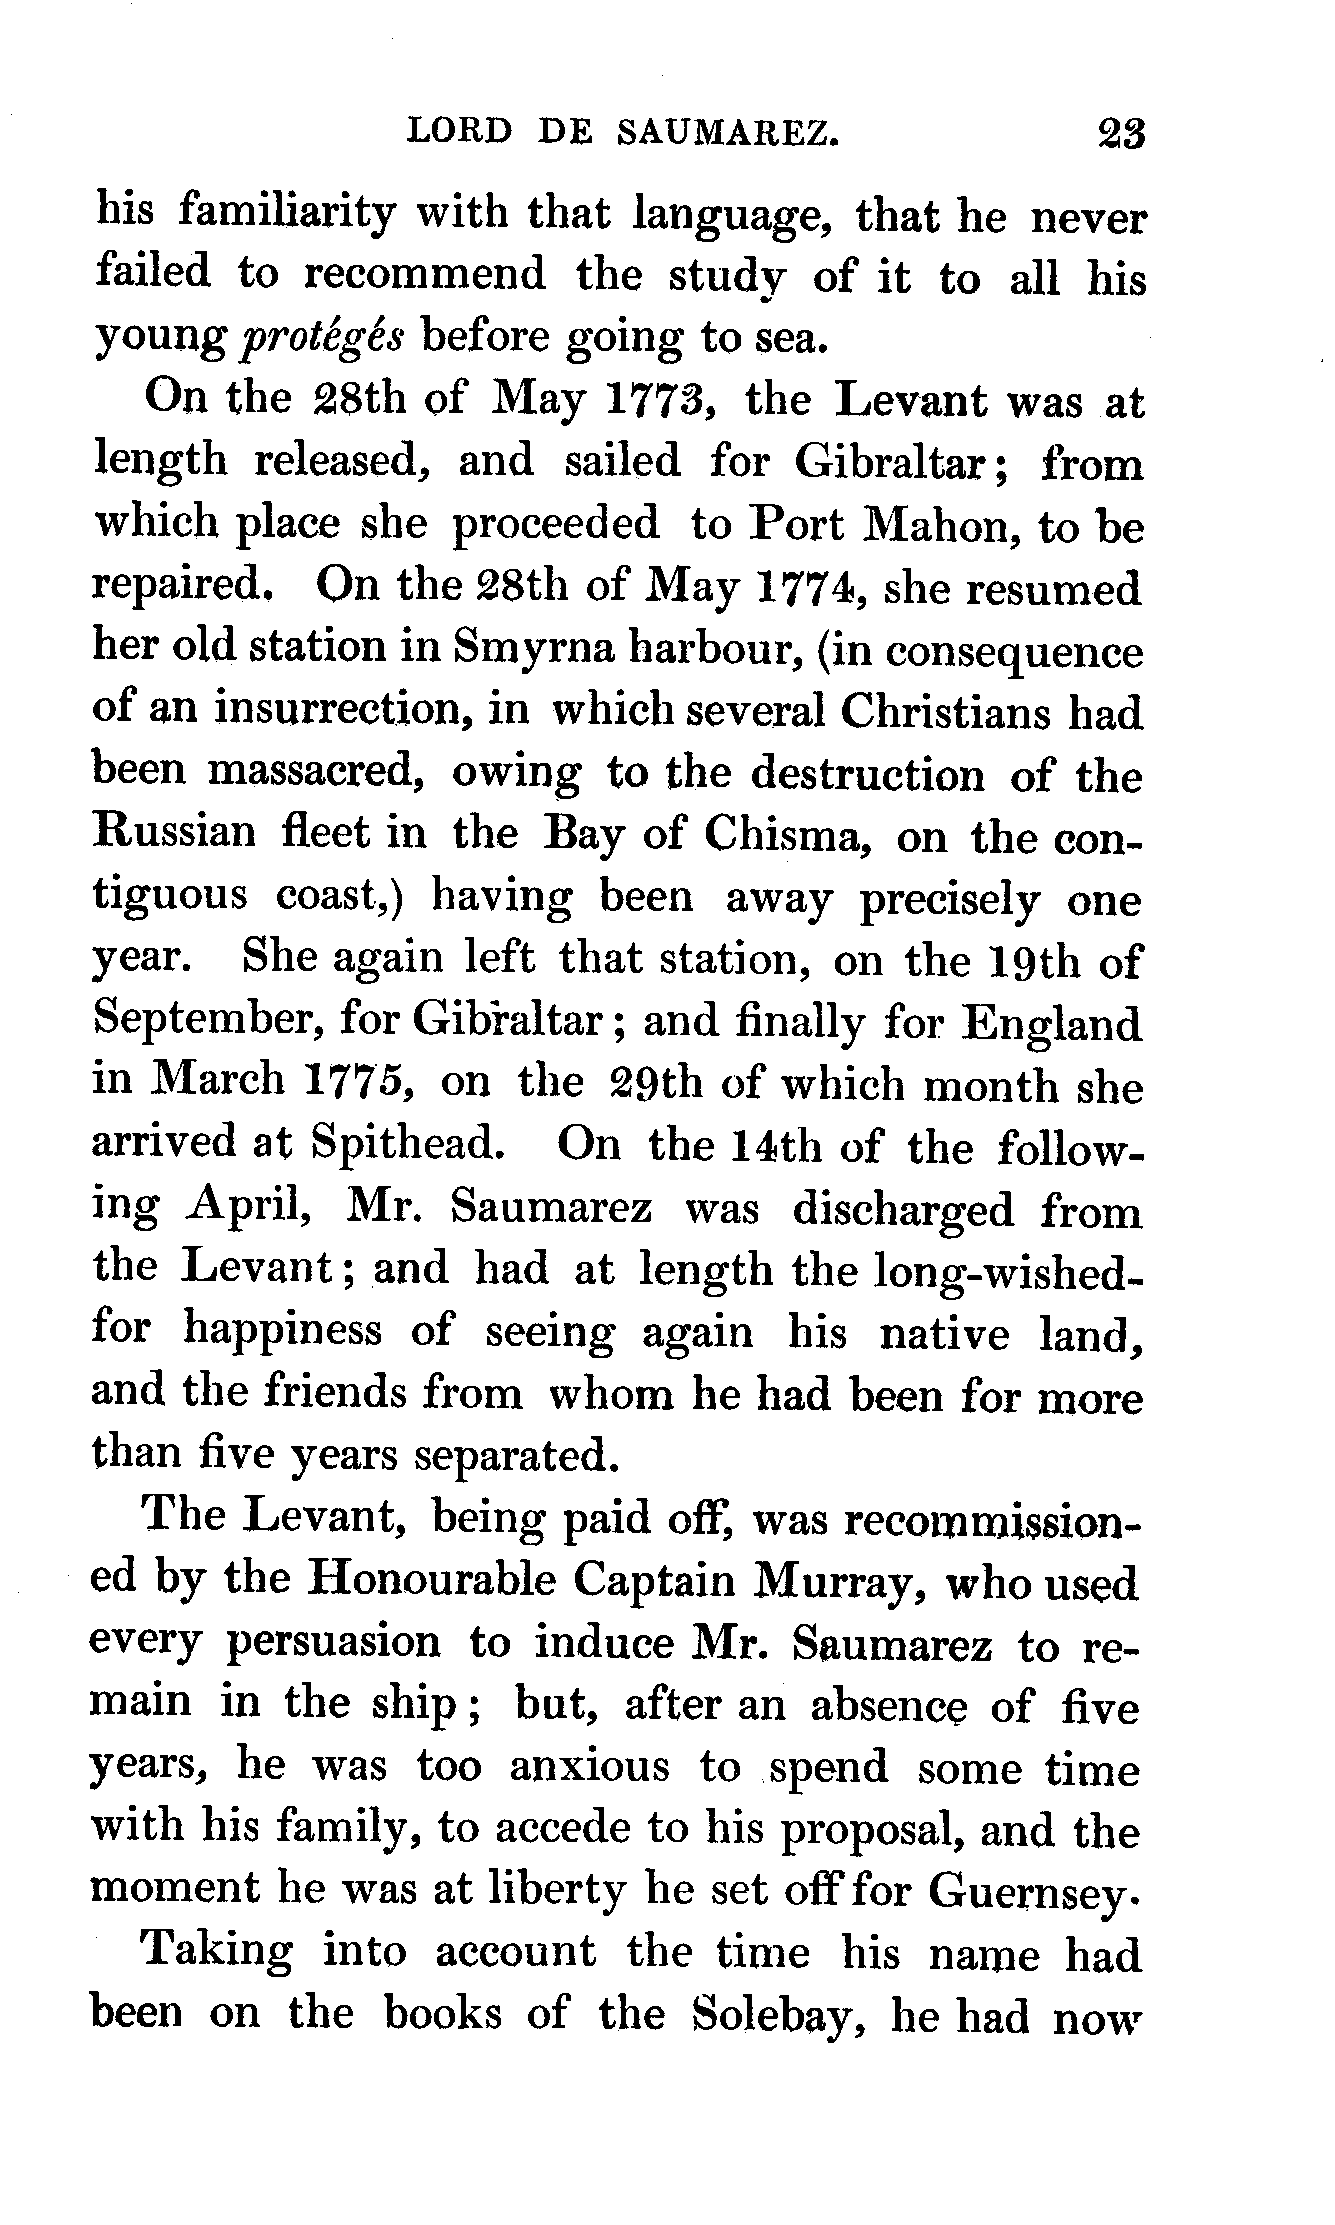 LORD DE SAUMAREZ. 23
his familiarity with that language, that he never
failed to recommend the study of it to all his
young protégés before going to sea.
On the 28th of May 1773, the Levant was at
length released, and sailed for Gibraltar; from
which place she proceeded to Port Mahon, to be
repaired. On the 28th of May 1774, she resumed
her old station in Smyrna harbour, (in consequence
of an insurrection, in which several Christians had
been massacred, owing to the destruction of the
Russian fleet in the Bay of Chisma, on the con-
tiguous coast,) having been away precisely one
year. She again left that station, on the 19th of
September, for Gibraltar; and finally for England
in March 1775, on the 29th of which month she
arrived at Spithead. On the 14th of the follow-
ing April, Mr. Saumarez was discharged from
the Levant; and had at length the long-wished-
for happiness of seeing again his native land,
and the friends from whom he had been for more
than five years separated.
The Levant, being paid off, was recommission-
ed by the Honourable Captain Murray, who used
every persuasion to induce Mr. Saumarez to re-
main in the ship; but, after an absence of five
years, he was too anxious to spend some time
with his family, to accede to his proposal, and the
moment he was at liberty he set off for Guernsey.
Taking into account the time his name had
been on the books of the Solebay, he had now